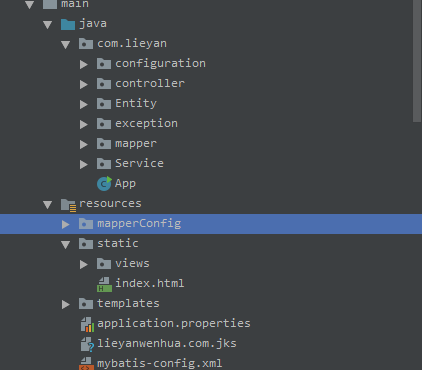 main
java
com.lieyan
configuration
controller
Entity
exception
mapper
Service
App
resources
mapperConfig
static
views
index.html
templates
application.properties
lieyanwenhua.com.jks
mybatis-config.xml